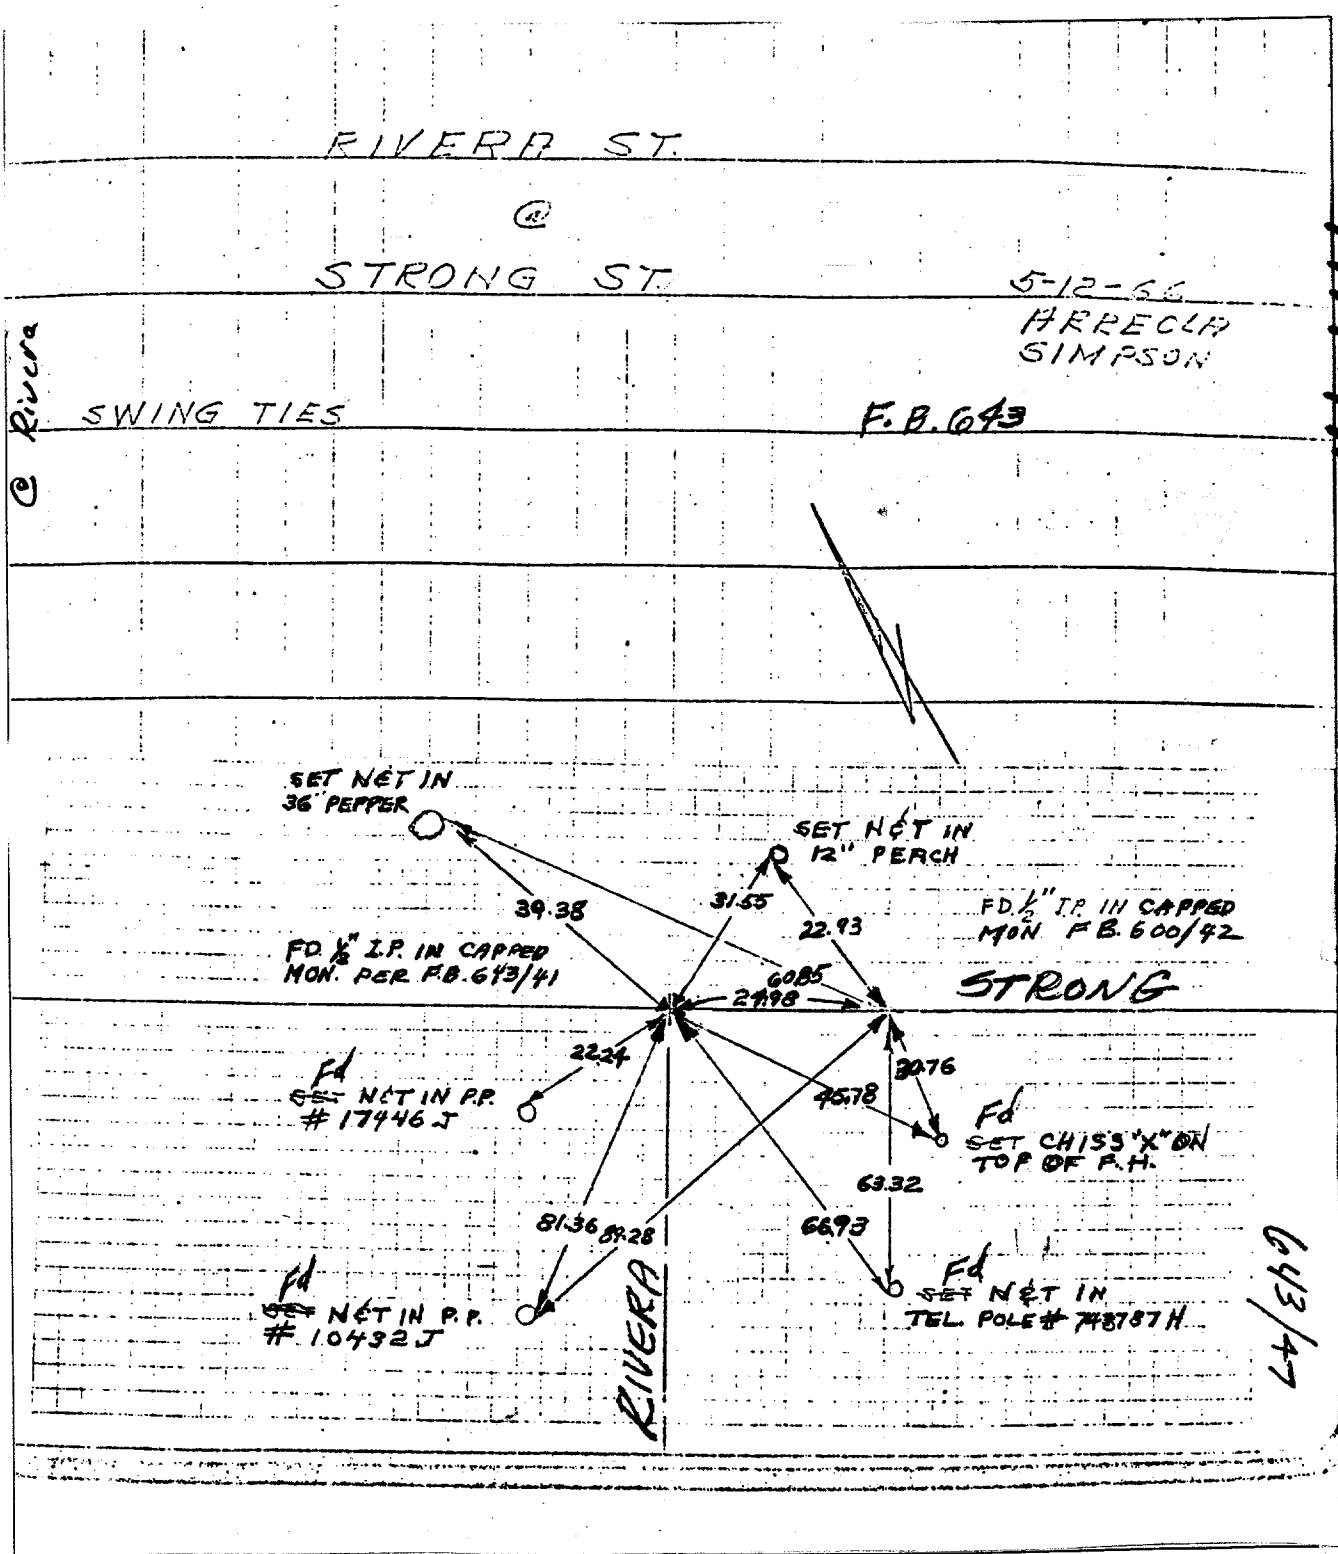 RIVERA ST.
@
STRONG ST.
5-12-66
ARRECLA
SIMPSON
@ Rivera
SWING TIES
F.B. 643
SET N&T IN
36" PEPPER
SET N&T IN
12" PERCH
39.38
31.55
22.93
FD. 1/2" I.P. IN CAPPED
MON F.B. 600/42
FD. 1/2" I.P. IN CAPPED
MON. PER F.B. 643/41
60.85
24.98
STRONG
22.24
30.76
45.78
Fd
SET N&T IN P.P.
# 17446 J
Fd
SET CHISS "X" ON
TOP OF F.H.
63.32
81.36
89.28
66.93
Fd
SET N&T IN P.P.
# 10432 J
RIVERA
Fd
SET N&T IN
TEL. POLE # 748787 H
643/47